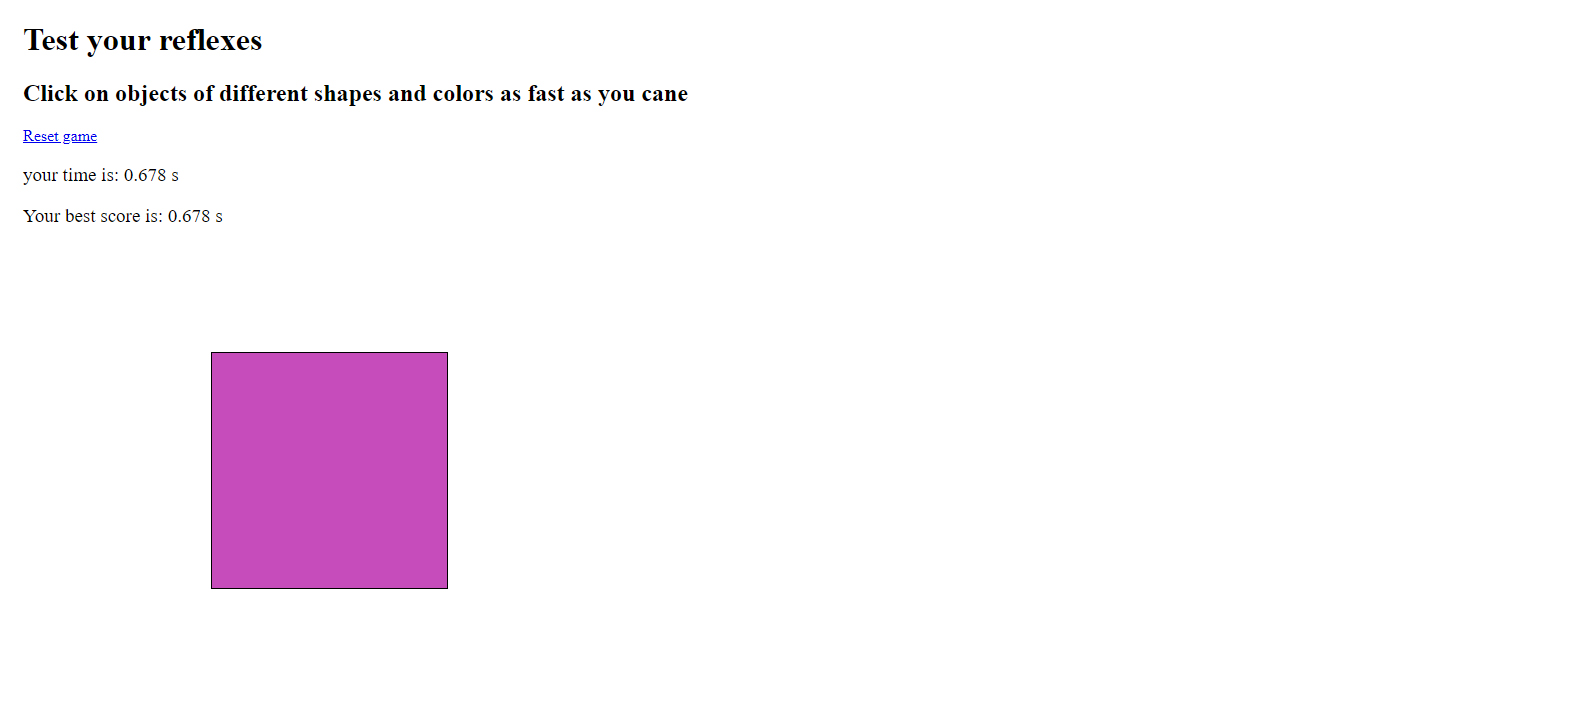 Test your reflexes
Click on objects of different shapes and colors as fast as you cane
Reset game
your time is: 0.678 s
Your best score is: 0.678 s